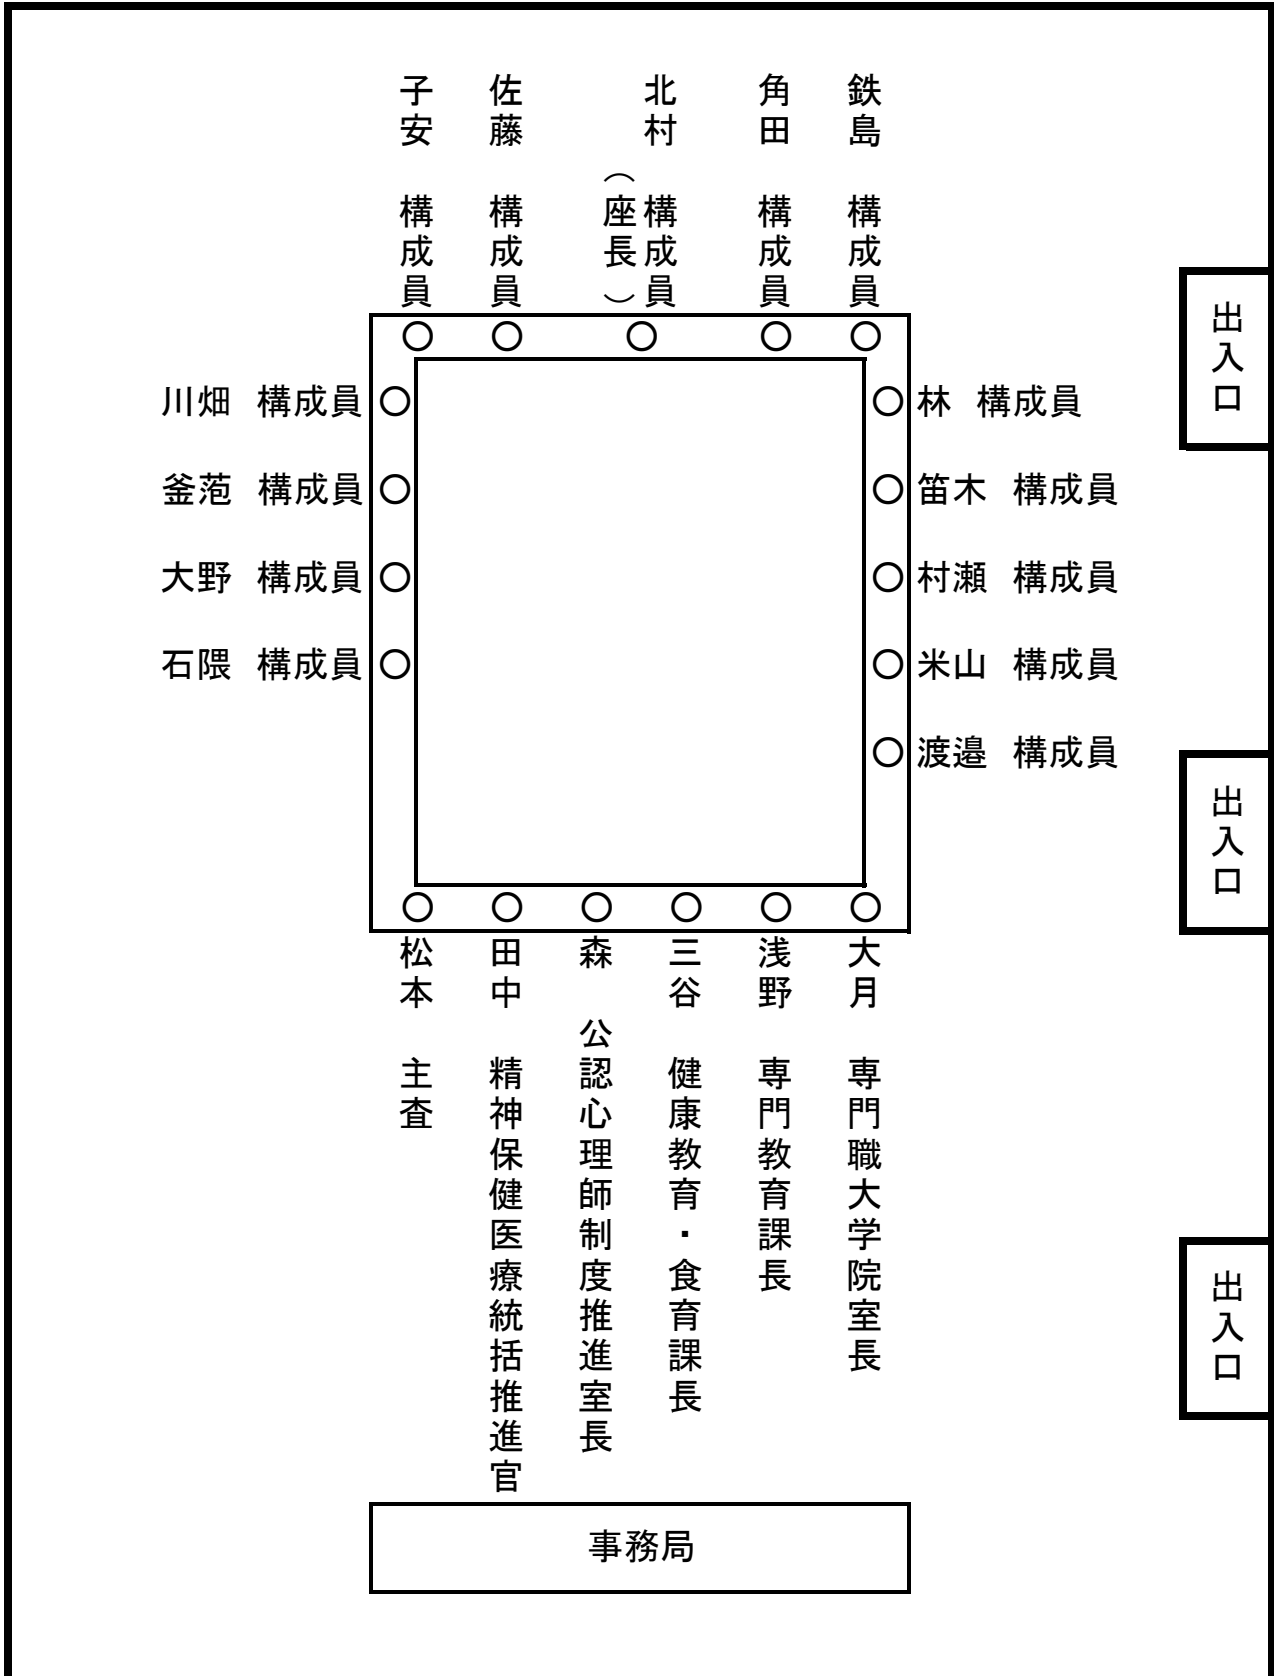 子安　構成員
佐藤　構成員
北村　構成員
（座長）
角田　構成員
鉄島　構成員
川畑　構成員
釜萢　構成員
大野　構成員
石隈　構成員
林　構成員
笛木　構成員
村瀬　構成員
米山　構成員
渡邉　構成員
松本　主査
田中　精神保健医療統括推進官
森　公認心理師制度推進室長
三谷　健康教育・食育課長
浅野　専門教育課長
大月　専門職大学院室長
事務局
出入口
出入口
出入口